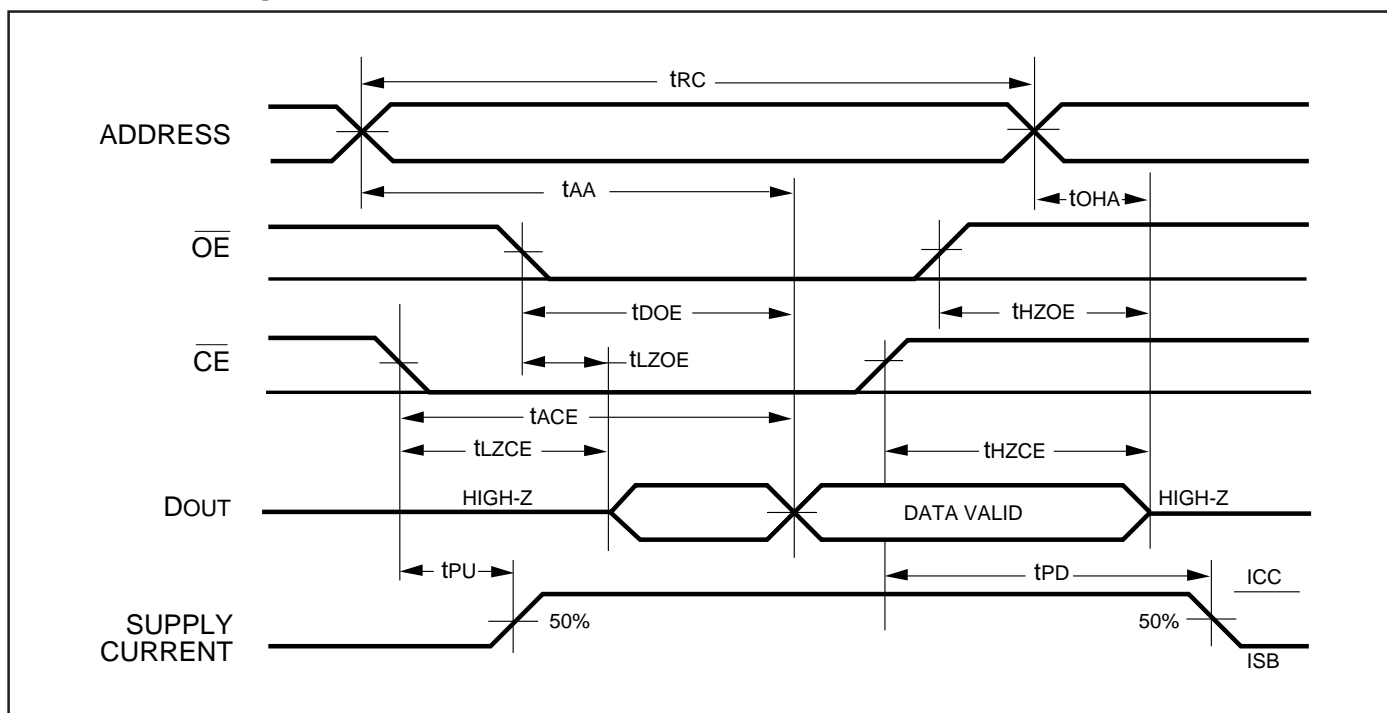 tRC
ADDRESS
tAA
tOHA
OE
tDOE
tHZOE
CE
tLZOE
tACE
tLZCE
tHZCE
DOUT
HIGH-Z
DATA VALID
HIGH-Z
tPU
tPD
ICC
SUPPLY
CURRENT
50%
50%
ISB